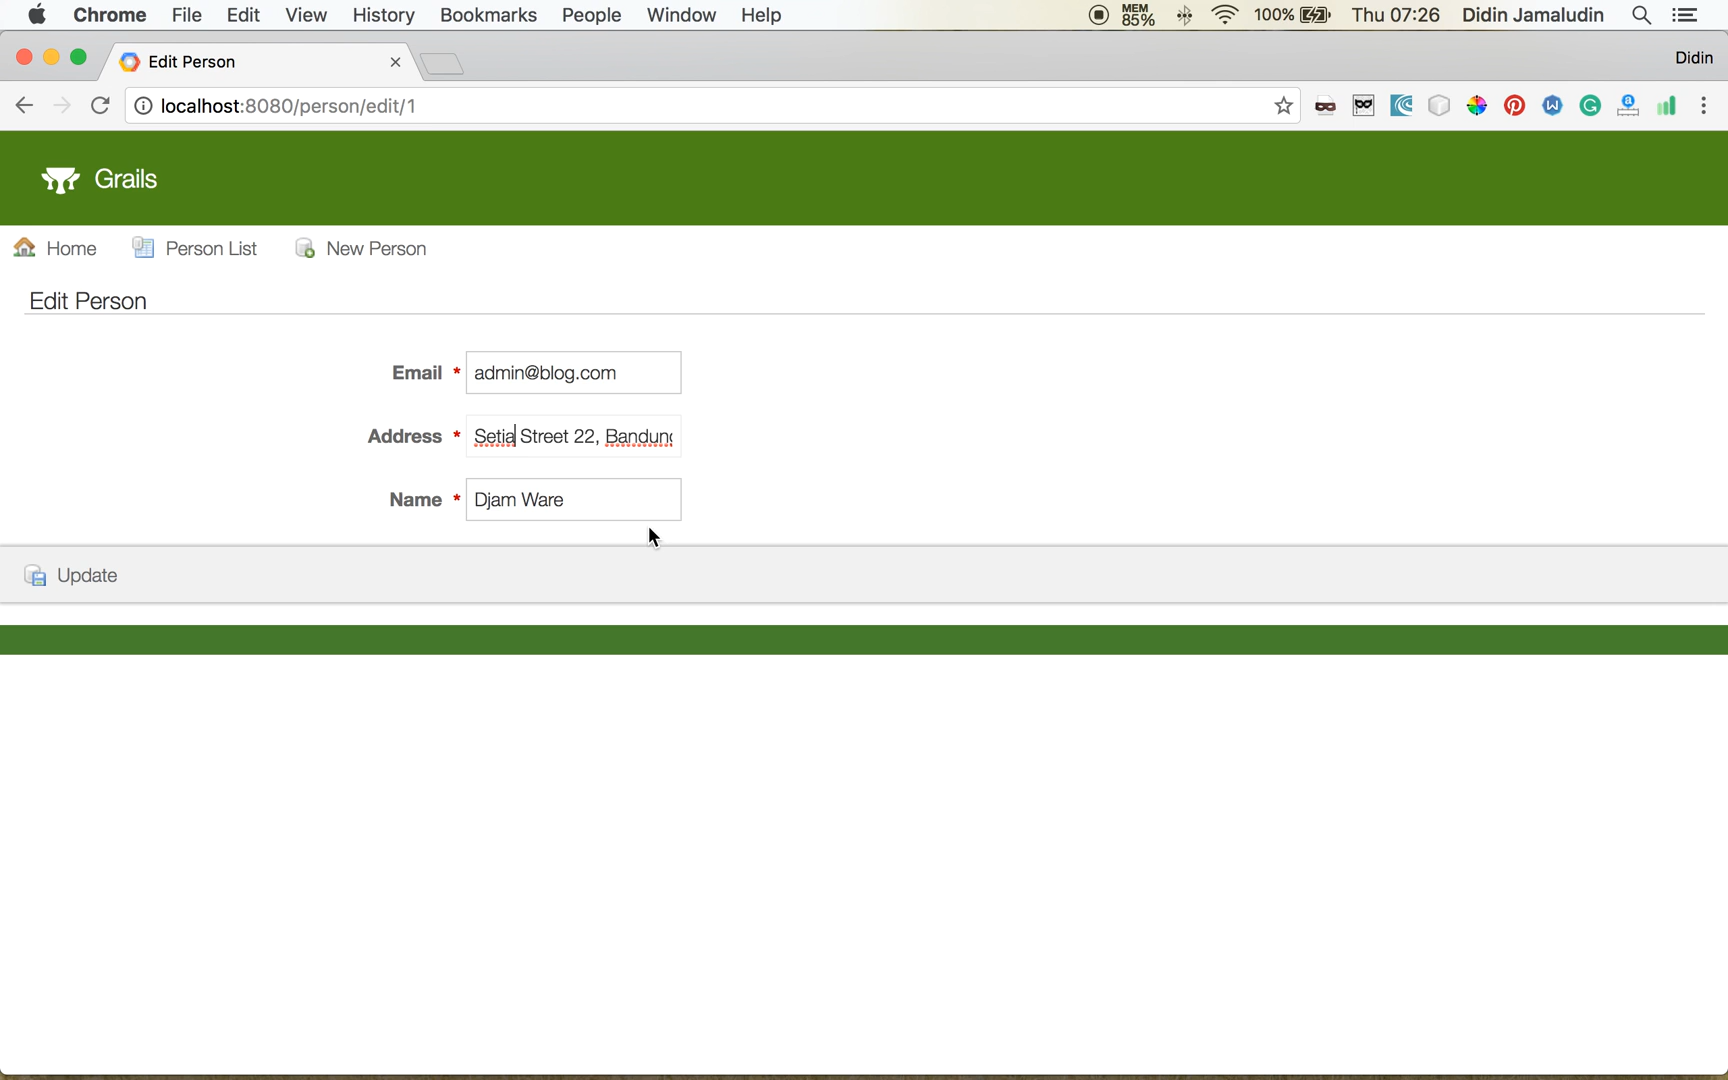 Chrome File Edit View History Bookmarks People Window Help MEM 85% 100% Thu 07:26 Didin Jamaludin
Edit Person Didin
localhost:8080/person/edit/1
Grails
Home Person List New Person
Edit Person
Email * admin@blog.com
Address * Setia Street 22, Bandung
Name * Djam Ware
Update